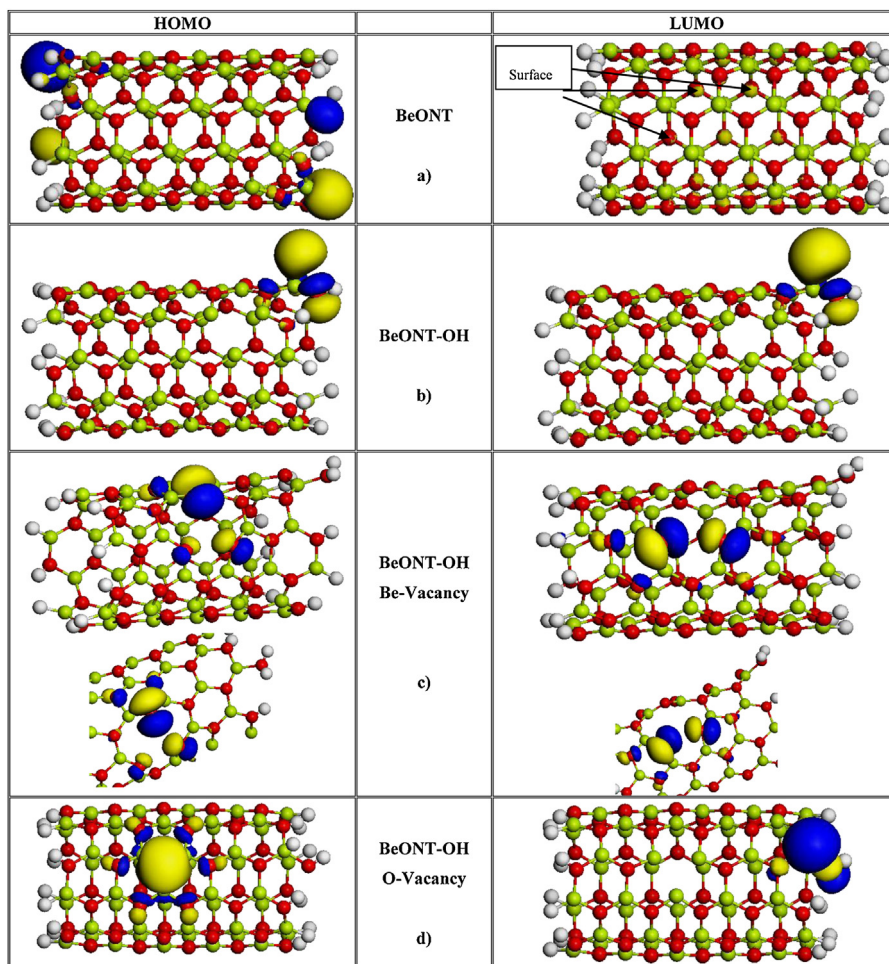 HOMO
LUMO
Surface
BeONT
a)
BeONT-OH
b)
BeONT-OH
Be-Vacancy
c)
BeONT-OH
O-Vacancy
d)